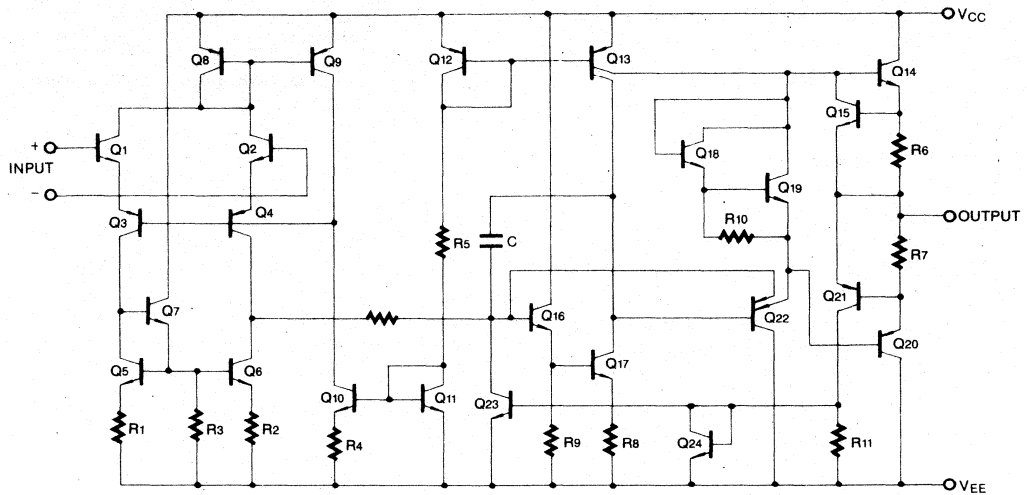 VCC
Q8
Q9
Q12
Q13
Q14
Q15
+
INPUT
−
Q1
Q2
Q18
R6
Q19
Q3
Q4
R10
OUTPUT
R5
C
R7
Q7
Q16
Q22
Q21
Q20
Q5
Q6
Q17
Q10
Q11
Q23
R1
R3
R2
R4
R9
R8
Q24
R11
VEE